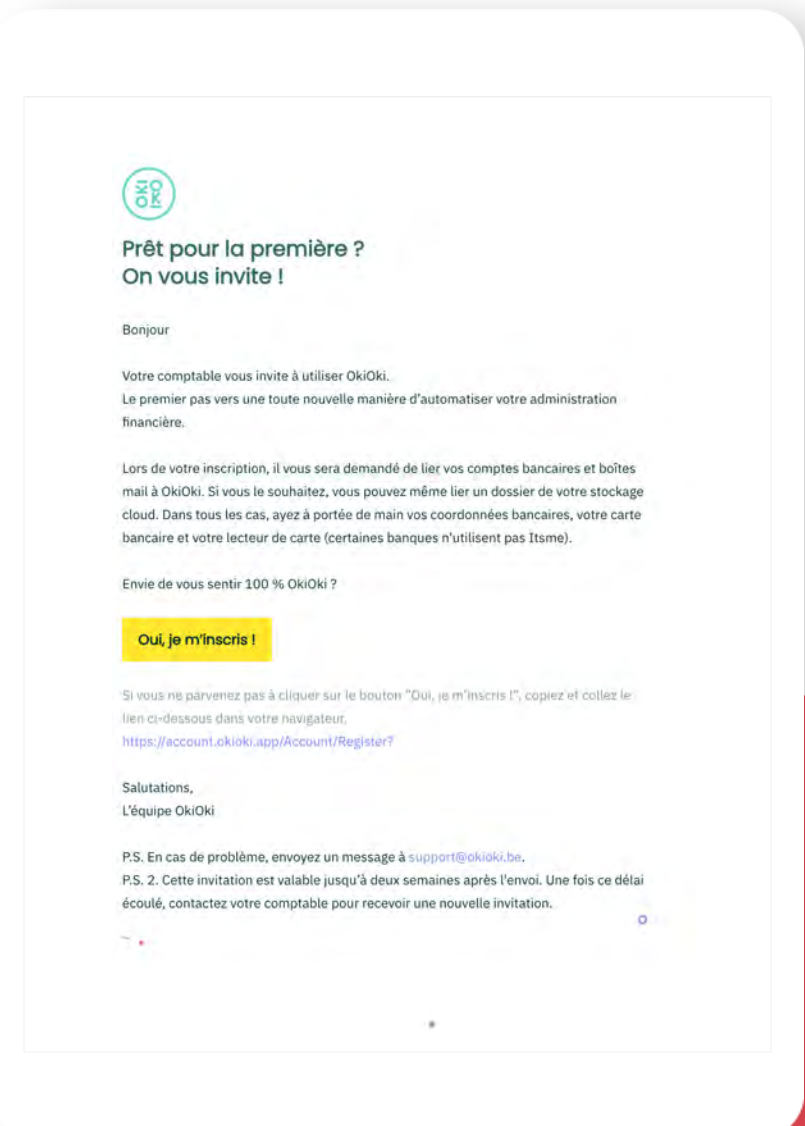 OKI
OKI
Prêt pour la première ?
On vous invite !
Bonjour
Votre comptable vous invite à utiliser OkiOki.
Le premier pas vers une toute nouvelle manière d'automatiser votre administration
financière.
Lors de votre inscription, il vous sera demandé de lier vos comptes bancaires et boîtes
mail à OkiOki. Si vous le souhaitez, vous pouvez même lier un dossier de votre stockage
cloud. Dans tous les cas, ayez à portée de main vos coordonnées bancaires, votre carte
bancaire et votre lecteur de carte (certaines banques n'utilisent pas Itsme).
Envie de vous sentir 100 % OkiOki ?
Oui, je m'inscris !
Si vous ne parvenez pas à cliquer sur le bouton "Oui, je m'inscris !", copiez et collez le
lien ci-dessous dans votre navigateur.
https://account.okioki.app/Account/Register?
Salutations,
L'équipe OkiOki
P.S. En cas de problème, envoyez un message à support@okioki.be.
P.S. 2. Cette invitation est valable jusqu'à deux semaines après l'envoi. Une fois ce délai
écoulé, contactez votre comptable pour recevoir une nouvelle invitation.